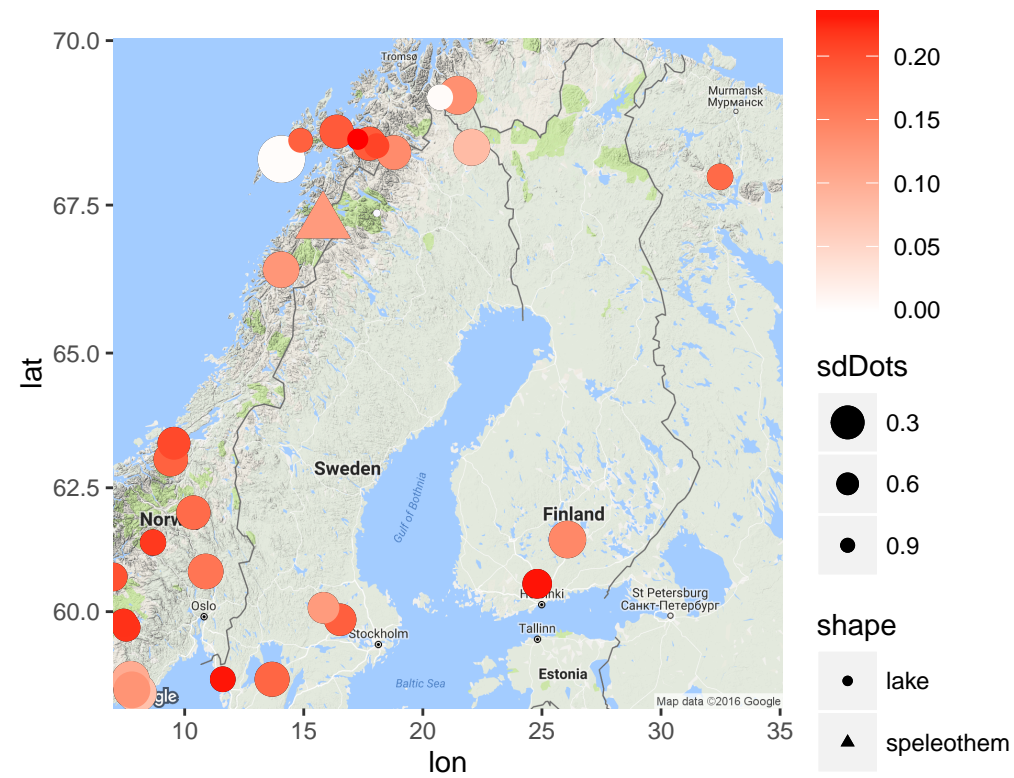 70.0
67.5
65.0
62.5
60.0
lat
10
15
20
25
30
35
lon
Tromsø
Murmansk
Мурманск
Sweden
Norw
Gulf of Bothnia
Finland
Oslo
Stockholm
H
inki
St Petersburg
Санкт-Петербург
Tallinn
Estonia
Baltic Sea
gle
Map data ©2016 Google
0.20
0.15
0.10
0.05
0.00
sdDots
0.3
0.6
0.9
shape
lake
speleothem